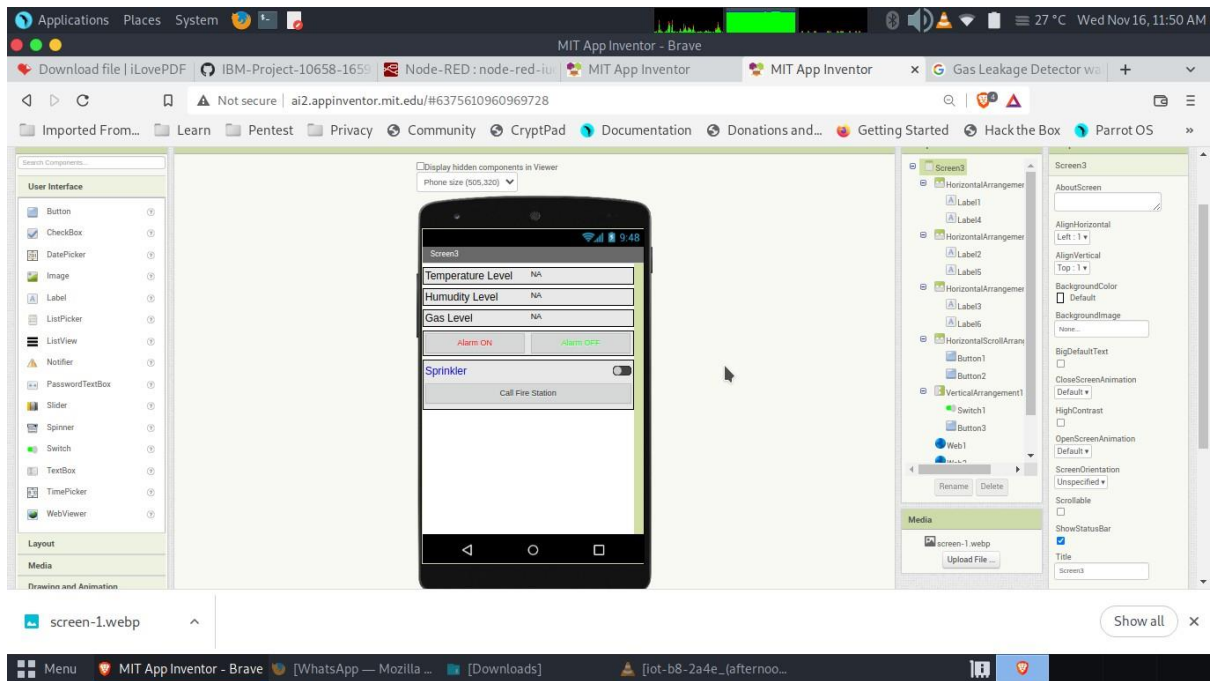 Applications Places System 27 °C Wed Nov 16, 11:50 AM
MIT App Inventor - Brave
Download file | iLovePDF IBM-Project-10658-1659 Node-RED : node-red-iuc MIT App Inventor MIT App Inventor × Gas Leakage Detector wa +
Not secure ai2.appinventor.mit.edu/#6375610960969728
Imported From... Learn Pentest Privacy Community CryptPad Documentation Donations and... Getting Started Hack the Box Parrot OS »
Search Components...
User Interface
Button
CheckBox
DatePicker
Image
Label
ListPicker
ListView
Notifier
PasswordTextBox
Slider
Spinner
Switch
TextBox
TimePicker
WebViewer
Layout
Media
Drawing and Animation
Display hidden components in Viewer
Phone size (505,320)
9:48
Screen3
Temperature Level NA
Humudity Level NA
Gas Level NA
Alarm ON Alarm OFF
Sprinkler
Call Fire Station
Screen3
HorizontalArrangemer
Label1
Label4
HorizontalArrangemer
Label2
Label5
HorizontalArrangemer
Label3
Label6
HorizontalScrollArrang
Button1
Button2
VerticalArrangement1
Switch1
Button3
Web1
Rename Delete
Media
screen-1.webp
Upload File ...
Screen3
AboutScreen
AlignHorizontal
Left : 1
AlignVertical
Top : 1
BackgroundColor
Default
BackgroundImage
None...
BigDefaultText
CloseScreenAnimation
Default
HighContrast
OpenScreenAnimation
Default
ScreenOrientation
Unspecified
Scrollable
ShowStatusBar
Title
Screen3
screen-1.webp Show all ×
Menu MIT App Inventor - Brave [WhatsApp — Mozilla ... [Downloads] [iot-b8-2a4e_(afternoo...